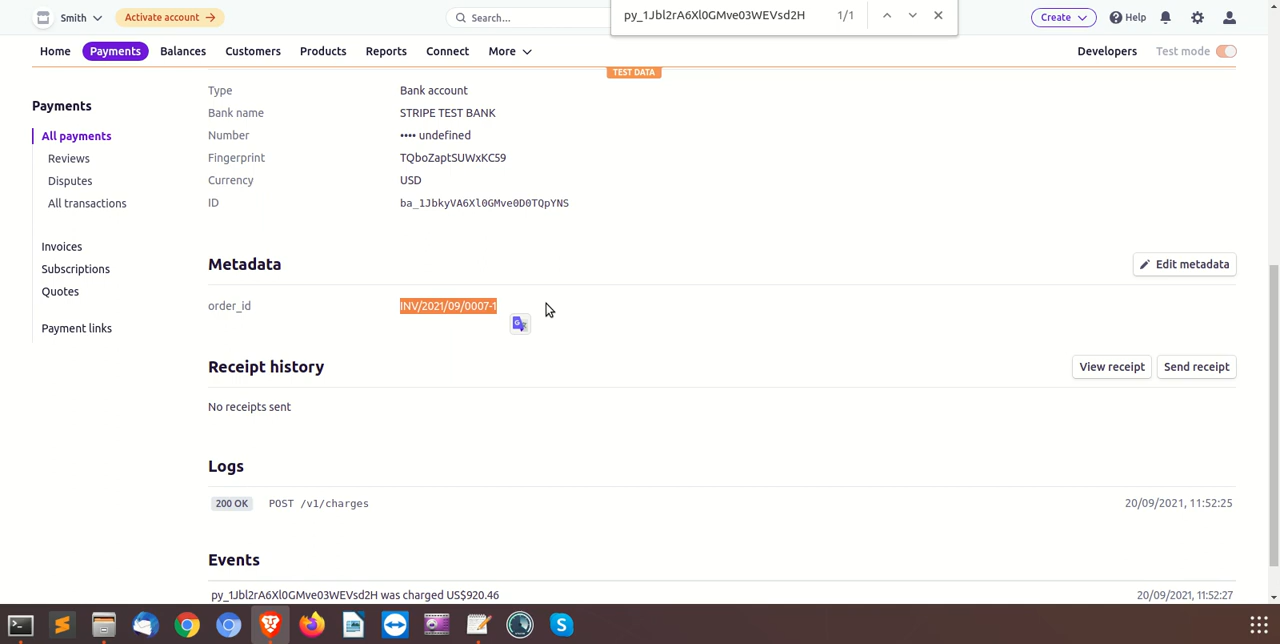 Smith
Activate account →
Search...
py_1Jbl2rA6Xl0GMve03WEVsd2H 1/1
Create
Help
Home Payments Balances Customers Products Reports Connect More
Developers Test mode
TEST DATA
Payments
All payments
Reviews
Disputes
All transactions
Invoices
Subscriptions
Quotes
Payment links
Type Bank account
Bank name STRIPE TEST BANK
Number •••• undefined
Fingerprint TQboZaptSUWxKC59
Currency USD
ID ba_1JbkyVA6Xl0GMve0D0TQpYNS
Metadata Edit metadata
order_id INV/2021/09/0007-1
Receipt history View receipt Send receipt
No receipts sent
Logs
200 OK POST /v1/charges 20/09/2021, 11:52:25
Events
py_1Jbl2rA6Xl0GMve03WEVsd2H was charged US$920.46 20/09/2021, 11:52:27